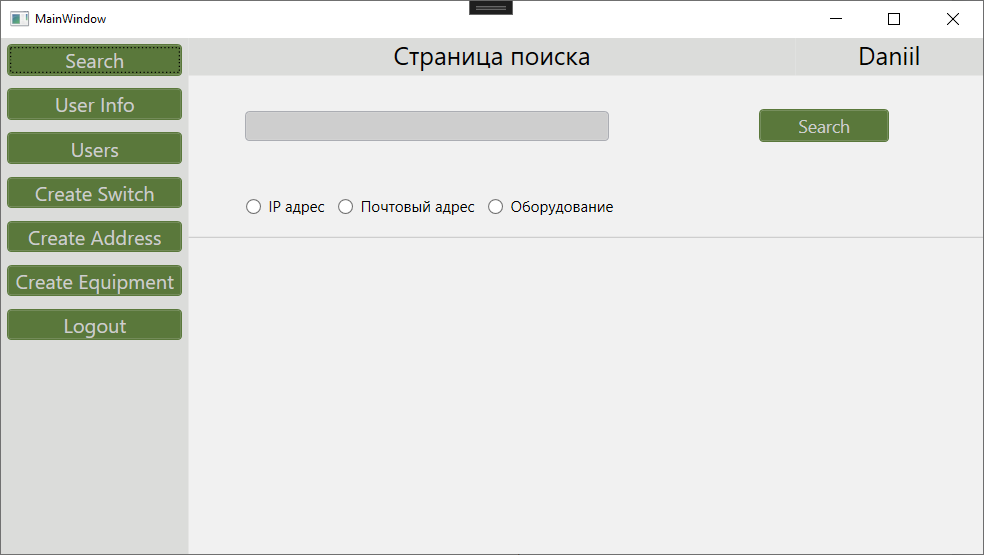 MainWindow
Search
User Info
Users
Create Switch
Create Address
Create Equipment
Logout
Страница поиска
Daniil
Search
IP адрес
Почтовый адрес
Оборудование